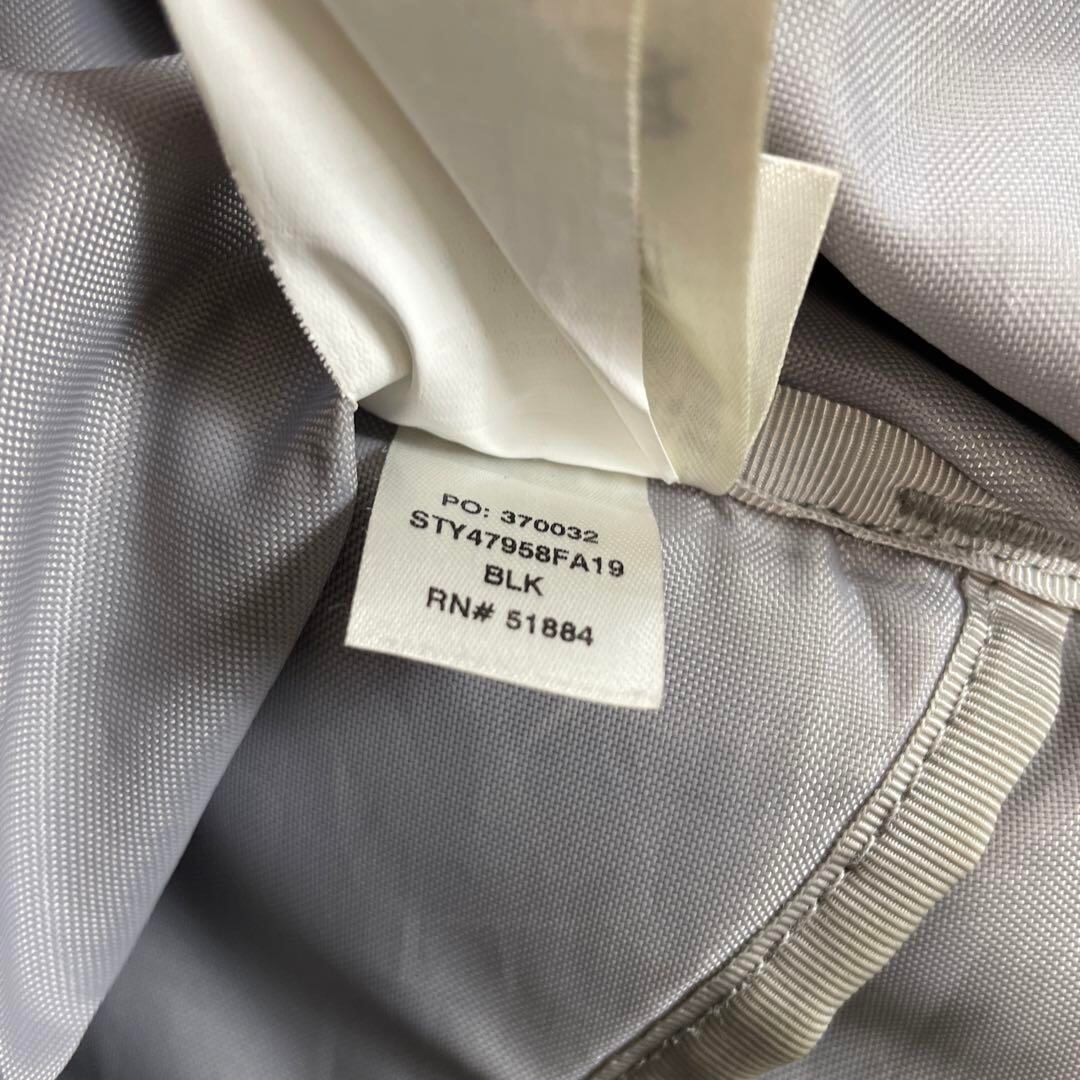 PO: 370032
STY47958FA19
BLK
RN# 51884